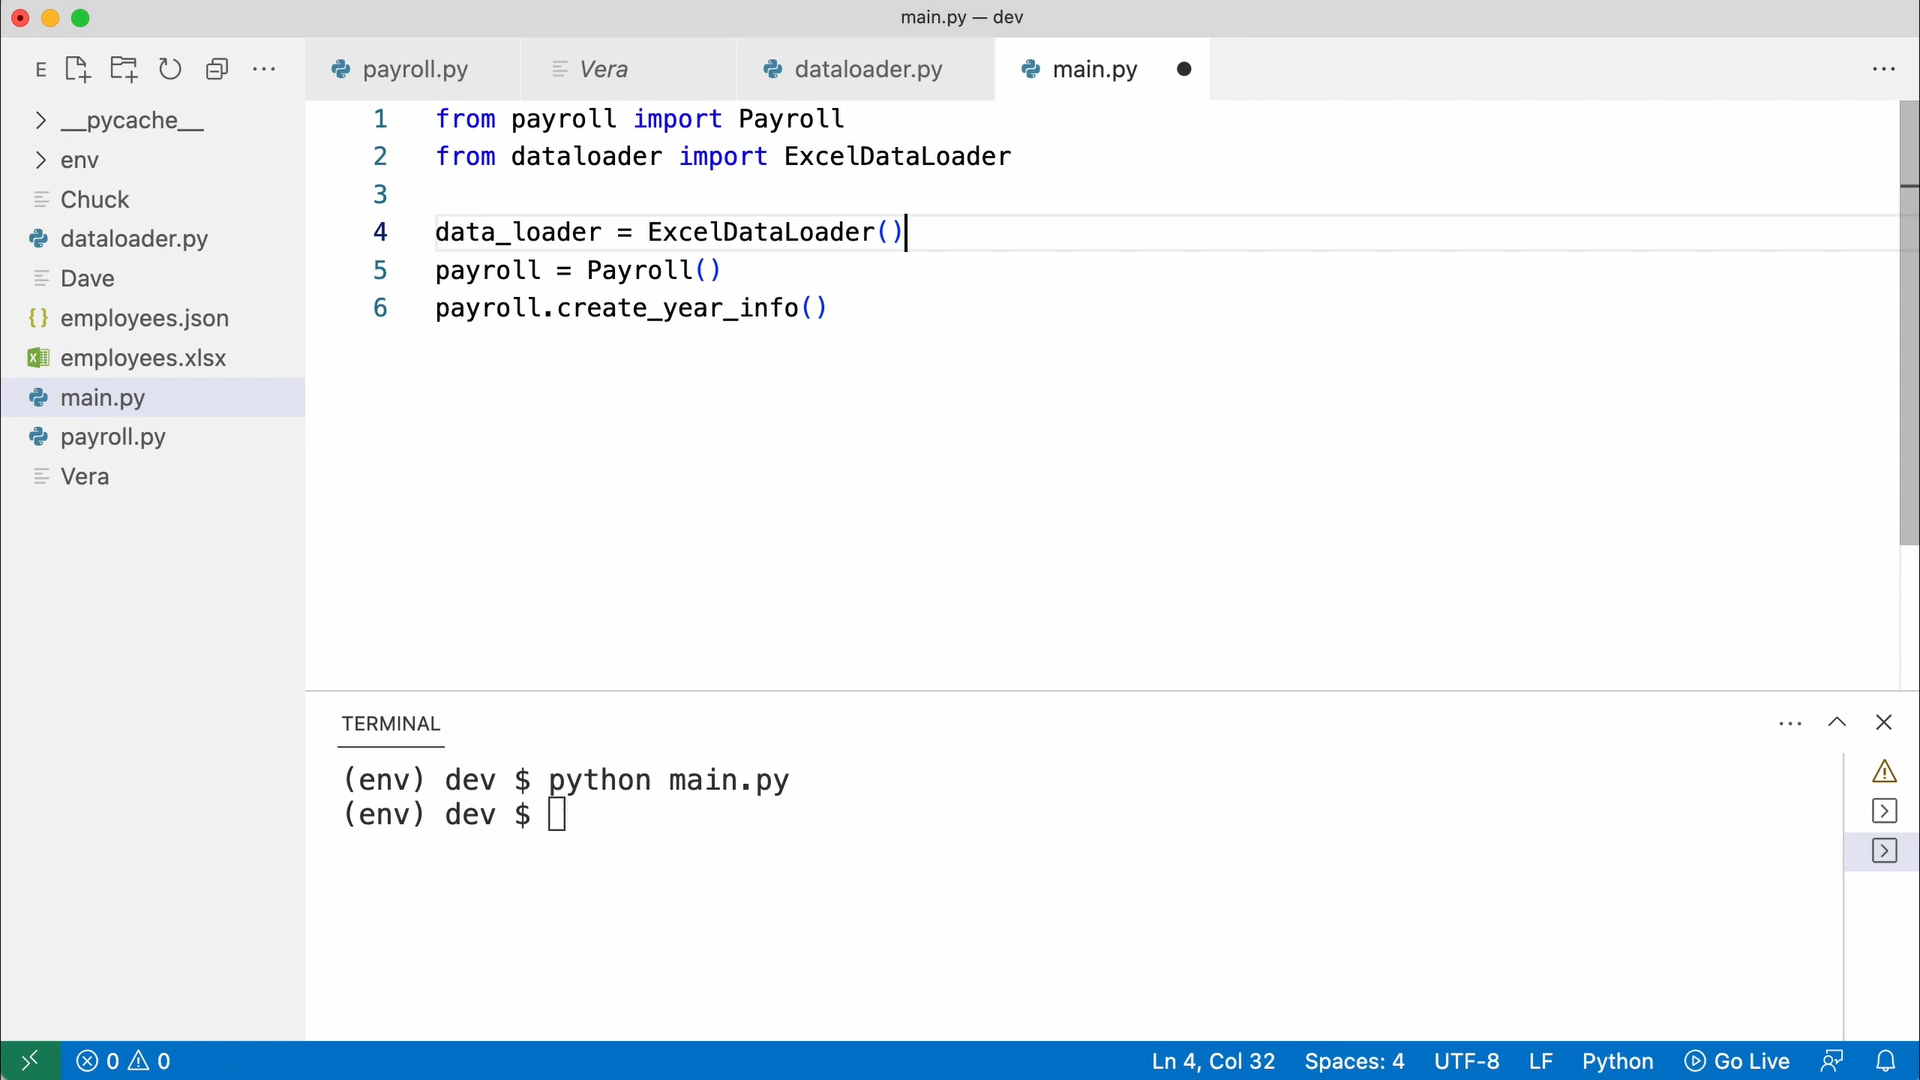 main.py — dev
E
payroll.py
Vera
dataloader.py
main.py
__pycache__
env
Chuck
dataloader.py
Dave
employees.json
employees.xlsx
main.py
payroll.py
Vera
1 from payroll import Payroll
2 from dataloader import ExcelDataLoader
3
4 data_loader = ExcelDataLoader()
5 payroll = Payroll()
6 payroll.create_year_info()
TERMINAL
(env) dev $ python main.py
(env) dev $
0 0
Ln 4, Col 32 Spaces: 4 UTF-8 LF Python Go Live